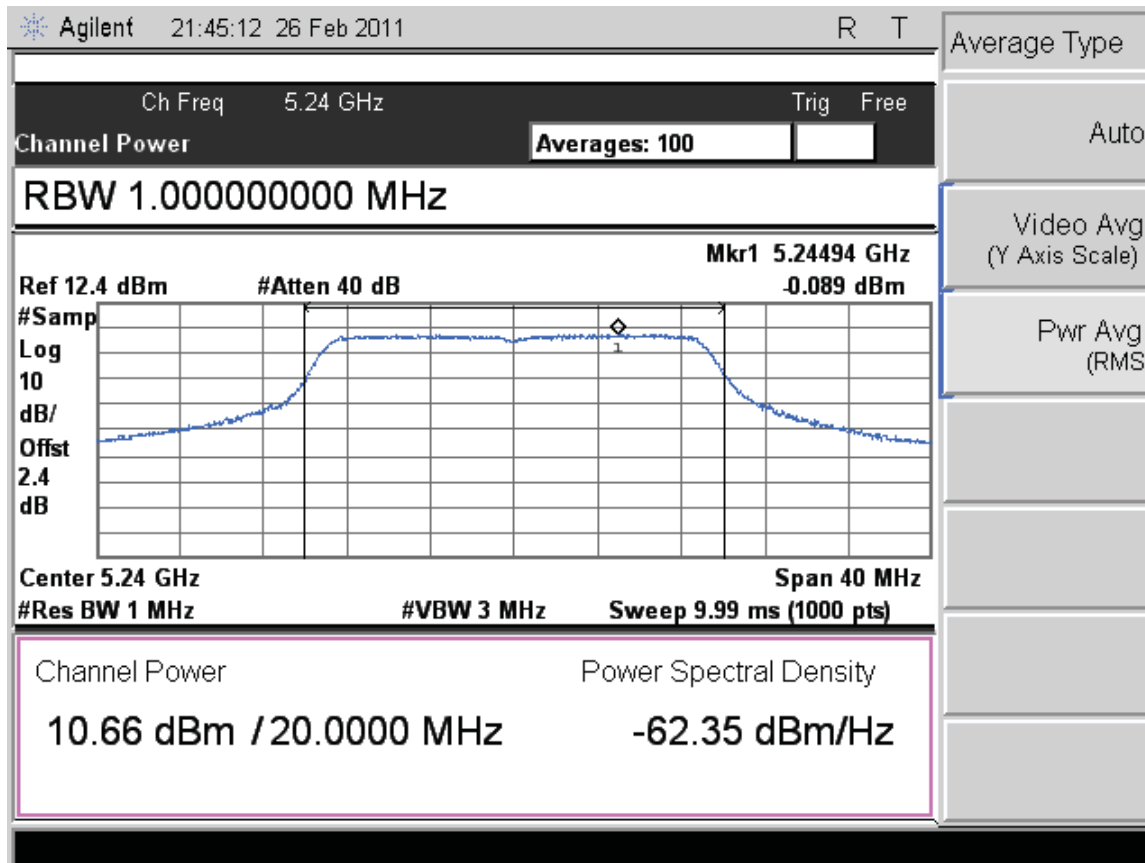 Agilent 21:45:12 26 Feb 2011 R T
Average Type
Ch Freq 5.24 GHz Trig Free
Channel Power Averages: 100
RBW 1.000000000 MHz
Mkr1 5.24494 GHz
Ref 12.4 dBm #Atten 40 dB -0.089 dBm
#Samp
Log
10
dB/
Offst
2.4
dB
1
Center 5.24 GHz Span 40 MHz
#Res BW 1 MHz #VBW 3 MHz Sweep 9.99 ms (1000 pts)
Channel Power Power Spectral Density
10.66 dBm / 20.0000 MHz -62.35 dBm/Hz
Auto
Video Avg
(Y Axis Scale)
Pwr Avg
(RMS